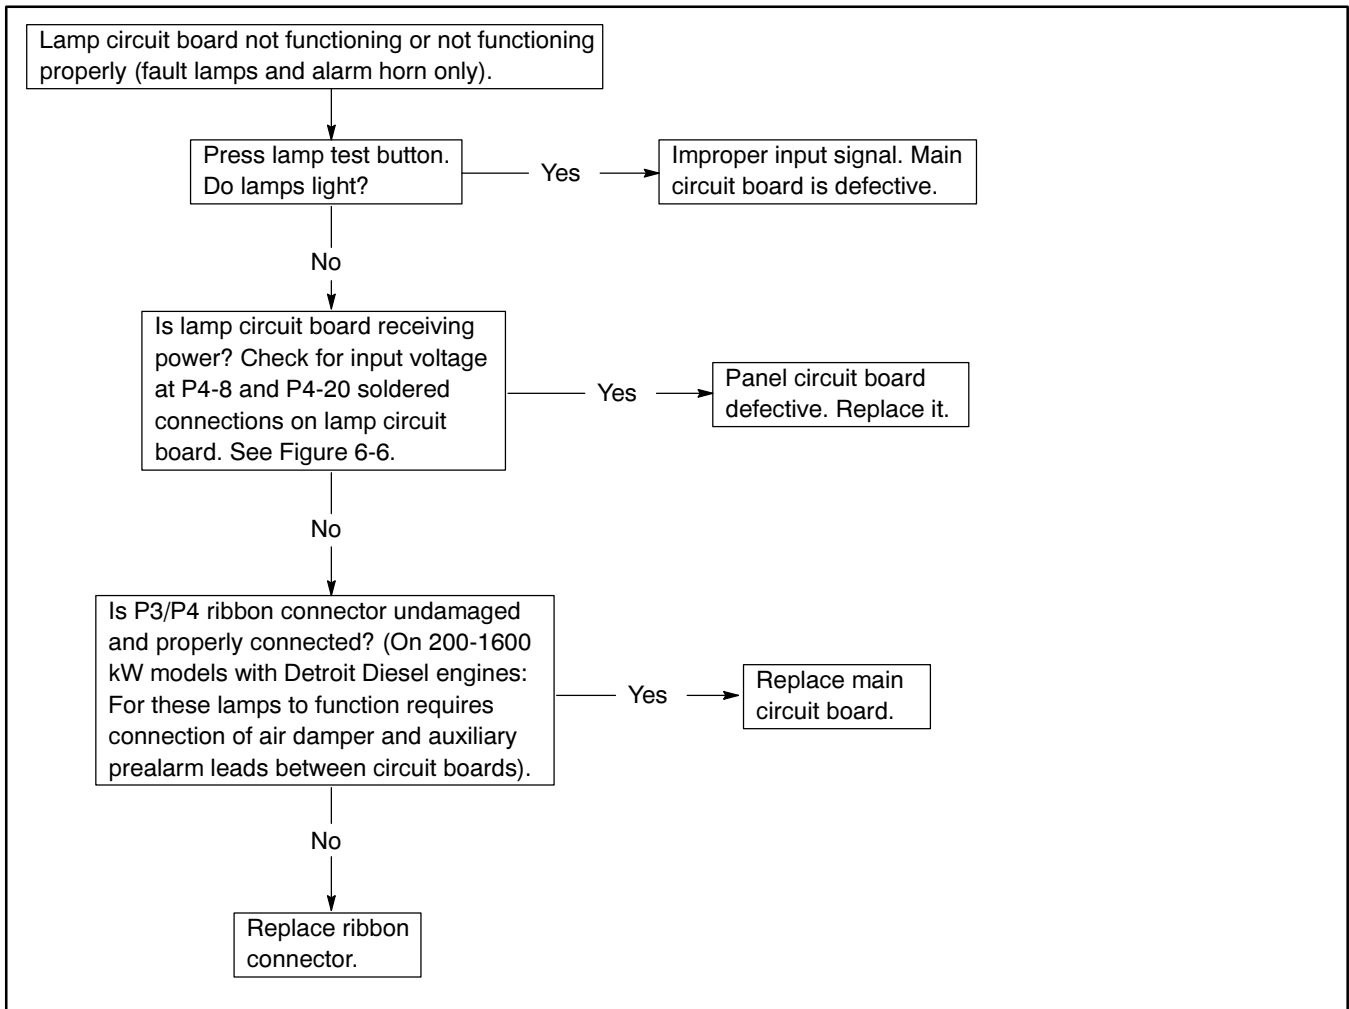 Lamp circuit board not functioning or not functioning
properly (fault lamps and alarm horn only).
Press lamp test button.
Do lamps light?
Yes
Improper input signal. Main
circuit board is defective.
No
Is lamp circuit board receiving
power? Check for input voltage
at P4-8 and P4-20 soldered
connections on lamp circuit
board. See Figure 6-6.
Yes
Panel circuit board
defective. Replace it.
No
Is P3/P4 ribbon connector undamaged
and properly connected? (On 200-1600
kW models with Detroit Diesel engines:
For these lamps to function requires
connection of air damper and auxiliary
prealarm leads between circuit boards).
Yes
Replace main
circuit board.
No
Replace ribbon
connector.